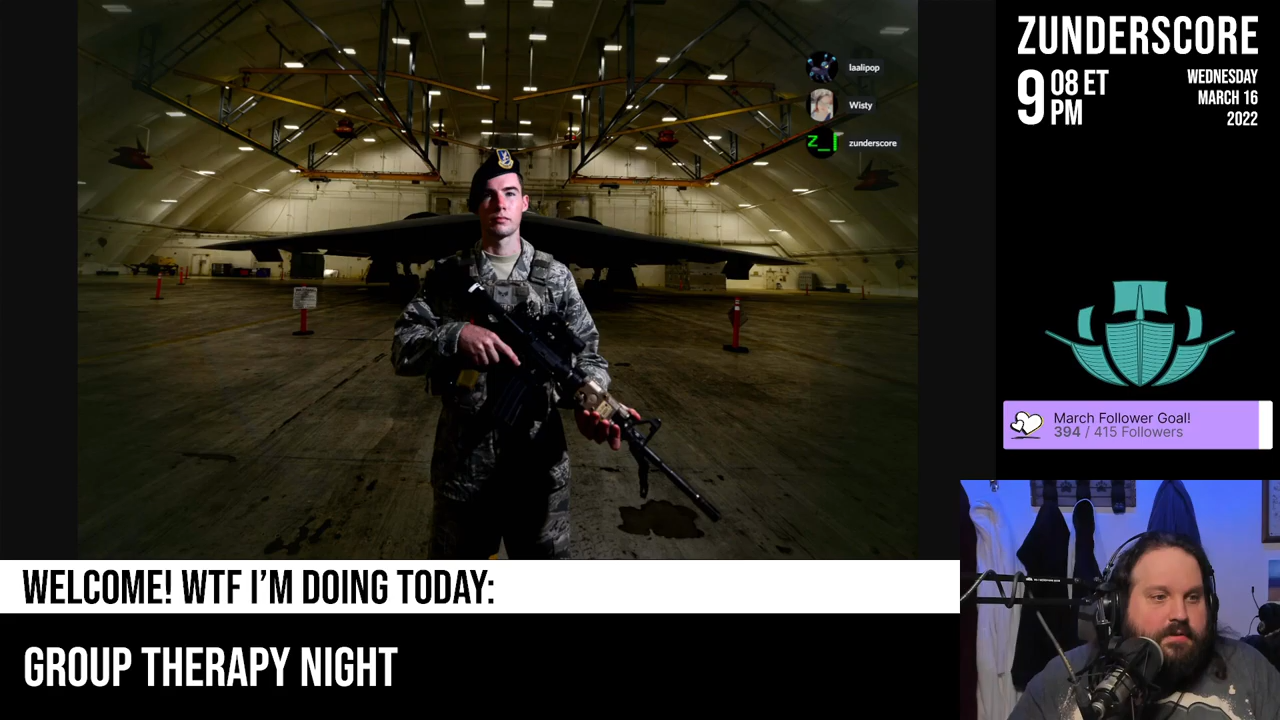 laalipop
Wisty
zunderscore
ZUNDERSCORE
9 08 ET
PM
WEDNESDAY
MARCH 16
2022
March Follower Goal!
394 / 415 Followers
WELCOME! WTF I'M DOING TODAY:
GROUP THERAPY NIGHT